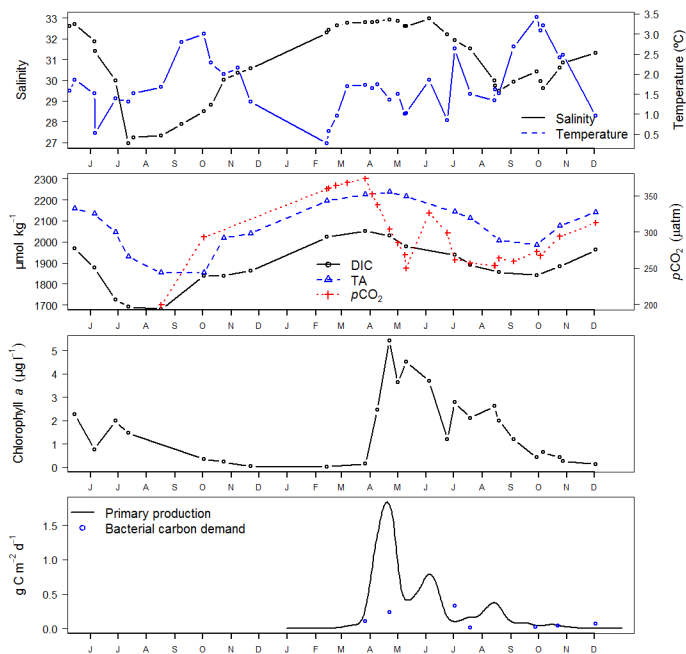 33
32
31
30
29
28
27
Salinity
3.5
3.0
2.5
2.0
1.5
1.0
0.5
Temperature (ºC)
Salinity
Temperature
J J A S O N D J F M A M J J A S O N D
2300
2200
2100
2000
1900
1800
1700
µmol kg⁻¹
350
300
250
200
pCO₂ (µatm)
DIC
TA
pCO₂
J J A S O N D J F M A M J J A S O N D
5
4
3
2
1
0
Chlorophyll a (µg l⁻¹)
J J A S O N D J F M A M J J A S O N D
Primary production
Bacterial carbon demand
1.5
1.0
0.5
0.0
g C m⁻² d⁻¹
J J A S O N D J F M A M J J A S O N D